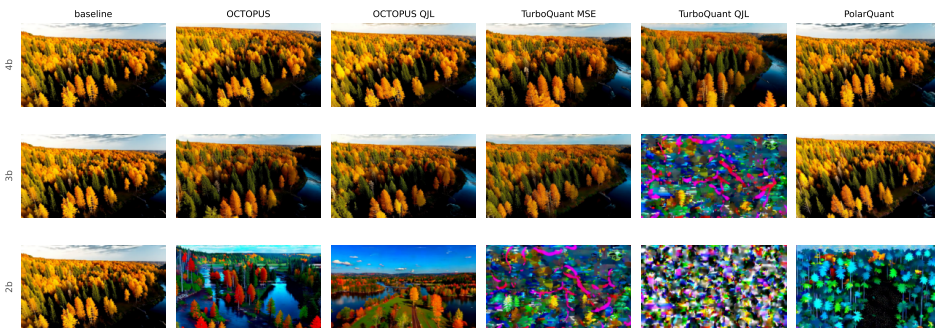 baseline OCTOPUS OCTOPUS QJL TurboQuant MSE TurboQuant QJL PolarQuant
4b
3b
2b